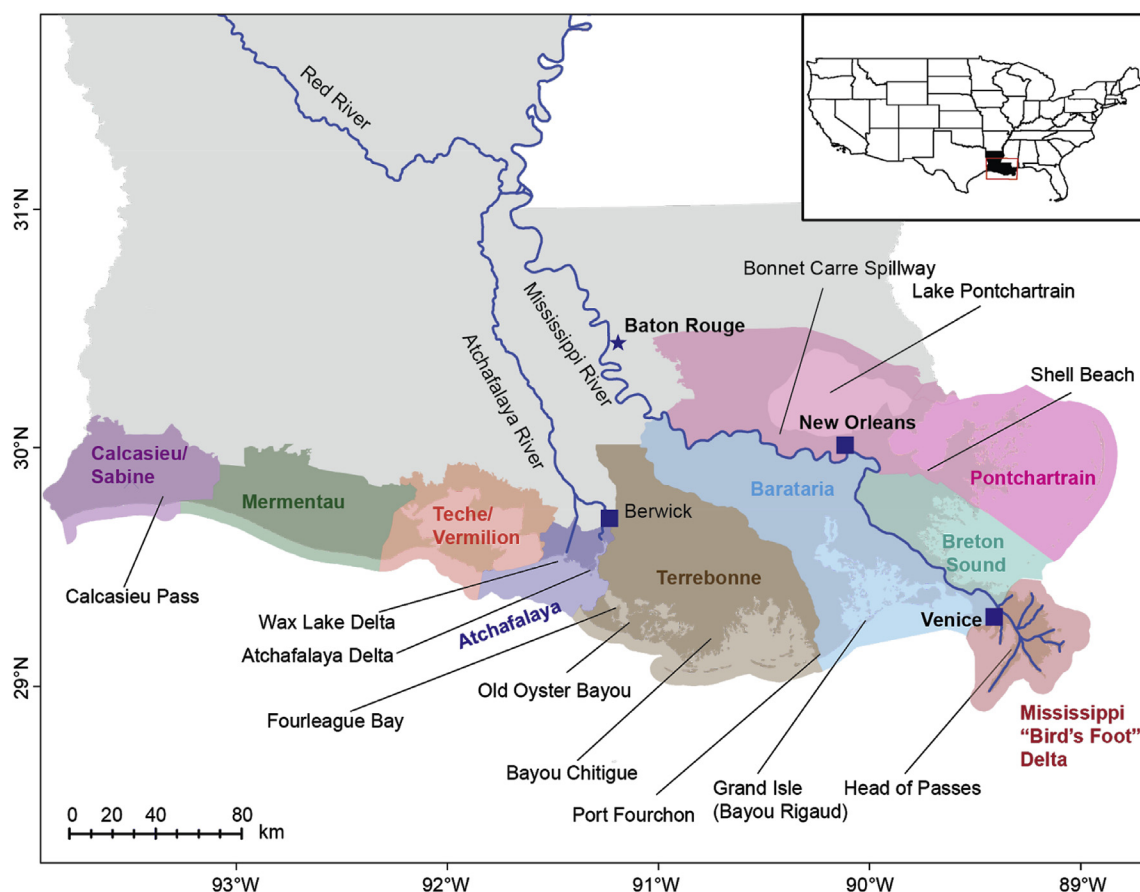 Red River
31°N
Bonnet Carre Spillway
Lake Pontchartrain
Mississippi River
Baton Rouge
Atchafalaya River
Shell Beach
30°N
New Orleans
Calcasieu/
Sabine
Pontchartrain
Mermentau
Barataria
Teche/
Vermilion
Berwick
Breton
Sound
Terrebonne
Calcasieu Pass
Wax Lake Delta
Atchafalaya
Venice
Atchafalaya Delta
29°N
Old Oyster Bayou
Fourleague Bay
Mississippi
“Bird’s Foot”
Delta
Bayou Chitigue
Grand Isle
(Bayou Rigaud)
Head of Passes
Port Fourchon
0 20 40 80
km
93°W 92°W 91°W 90°W 89°W